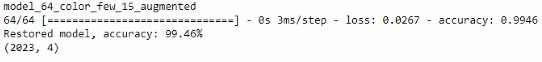 model_64_color_few_15_augmented
64/64 [==============================] - 0s 3ms/step - loss: 0.0267 - accuracy: 0.9946
Restored model, accuracy: 99.46%
(2023, 4)